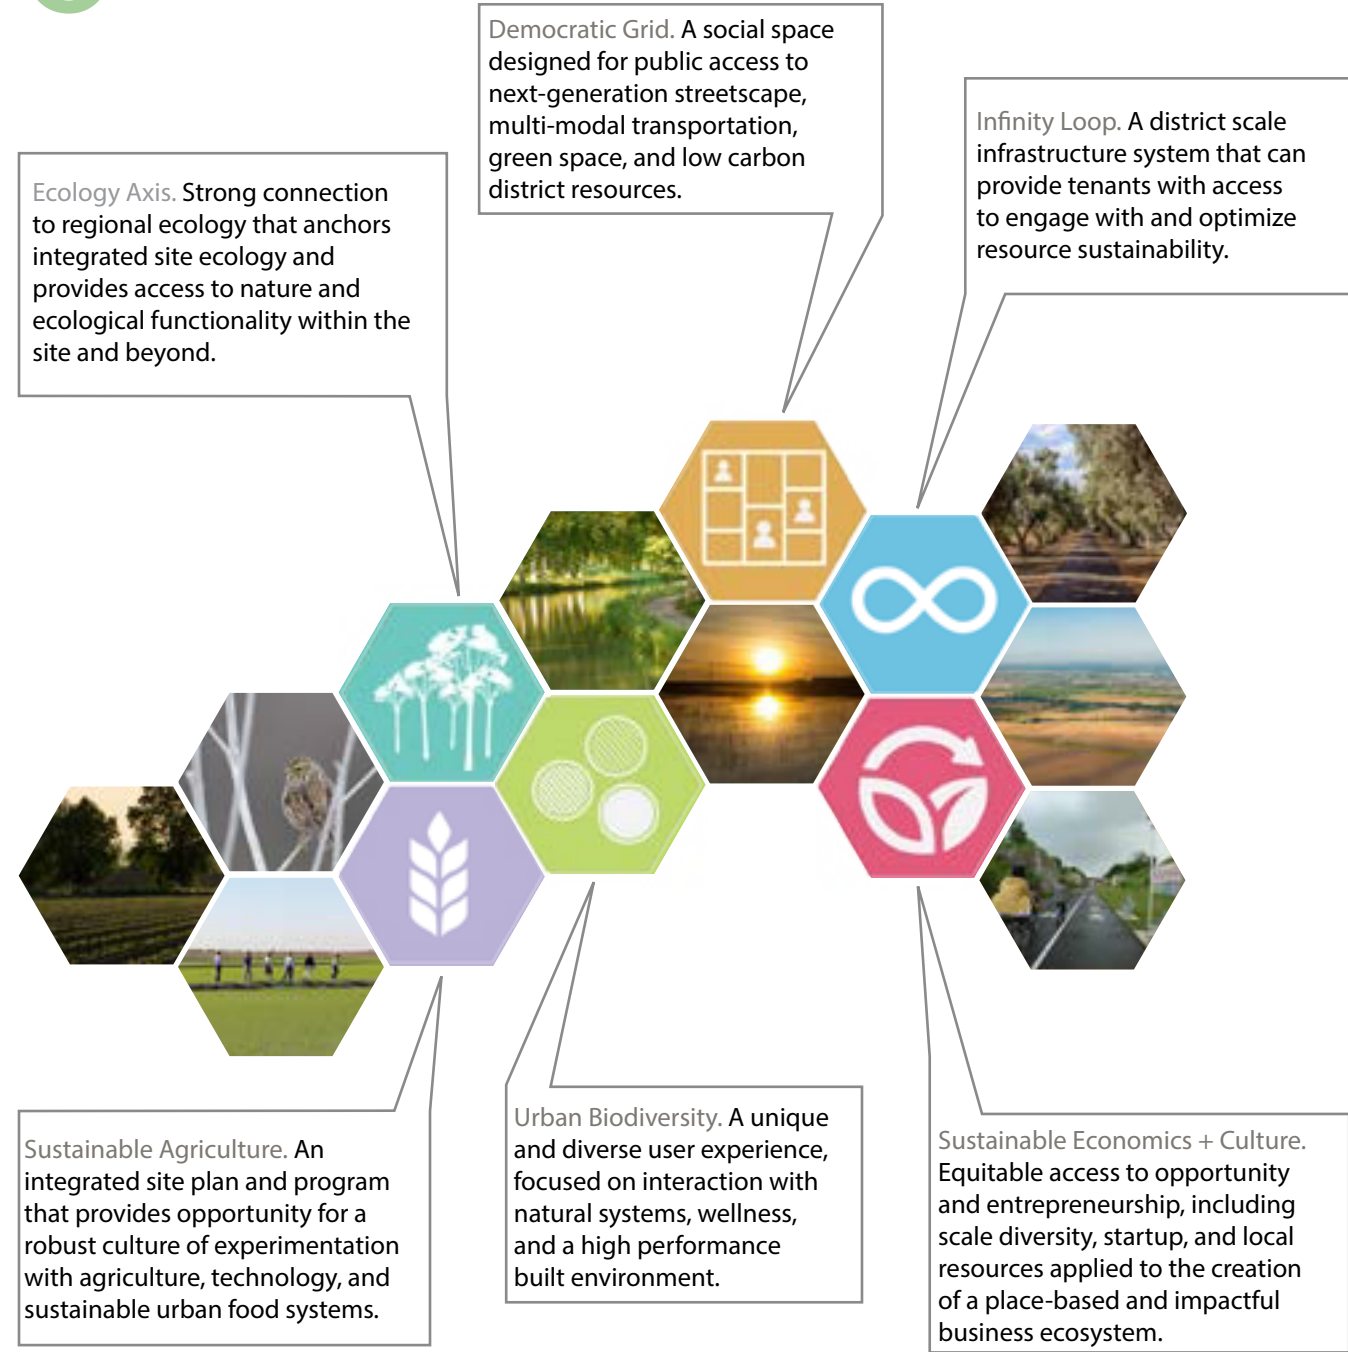 Democratic Grid. A social space
designed for public access to
next-generation streetscape,
multi-modal transportation,
green space, and low carbon
district resources.
Infinity Loop. A district scale
infrastructure system that can
provide tenants with access
to engage with and optimize
resource sustainability.
Ecology Axis. Strong connection
to regional ecology that anchors
integrated site ecology and
provides access to nature and
ecological functionality within the
site and beyond.
Sustainable Agriculture. An
integrated site plan and program
that provides opportunity for a
robust culture of experimentation
with agriculture, technology, and
sustainable urban food systems.
Urban Biodiversity. A unique
and diverse user experience,
focused on interaction with
natural systems, wellness,
and a high performance
built environment.
Sustainable Economics + Culture.
Equitable access to opportunity
and entrepreneurship, including
scale diversity, startup, and local
resources applied to the creation
of a place-based and impactful
business ecosystem.